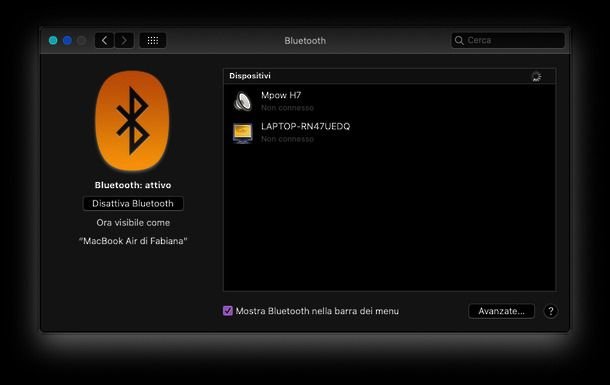 Bluetooth
Cerca
Dispositivi
Mpow H7
Non connesso
LAPTOP-RN47UEDQ
Non connesso
Bluetooth: attivo
Disattiva Bluetooth
Ora visibile come
“MacBook Air di Fabiana”
Mostra Bluetooth nella barra dei menu
Avanzate...
?